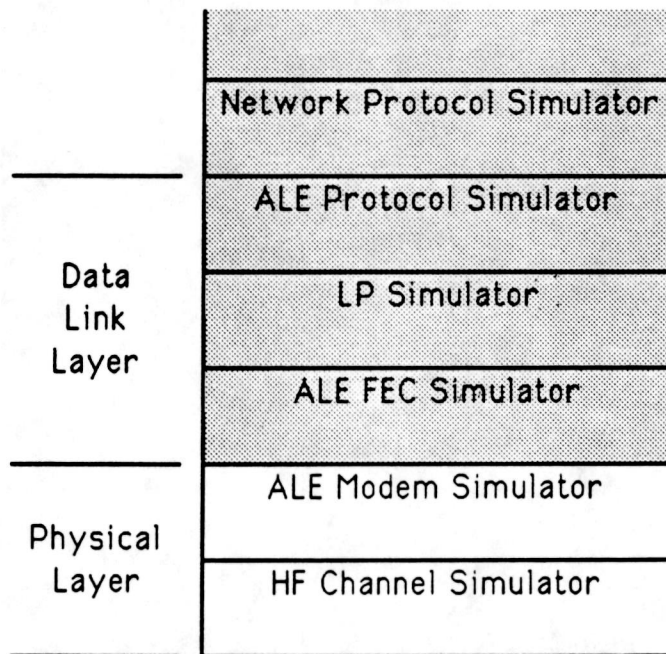 Network Protocol Simulator
ALE Protocol Simulator
Data
Link
Layer
LP Simulator
ALE FEC Simulator
ALE Modem Simulator
Physical
Layer
HF Channel Simulator